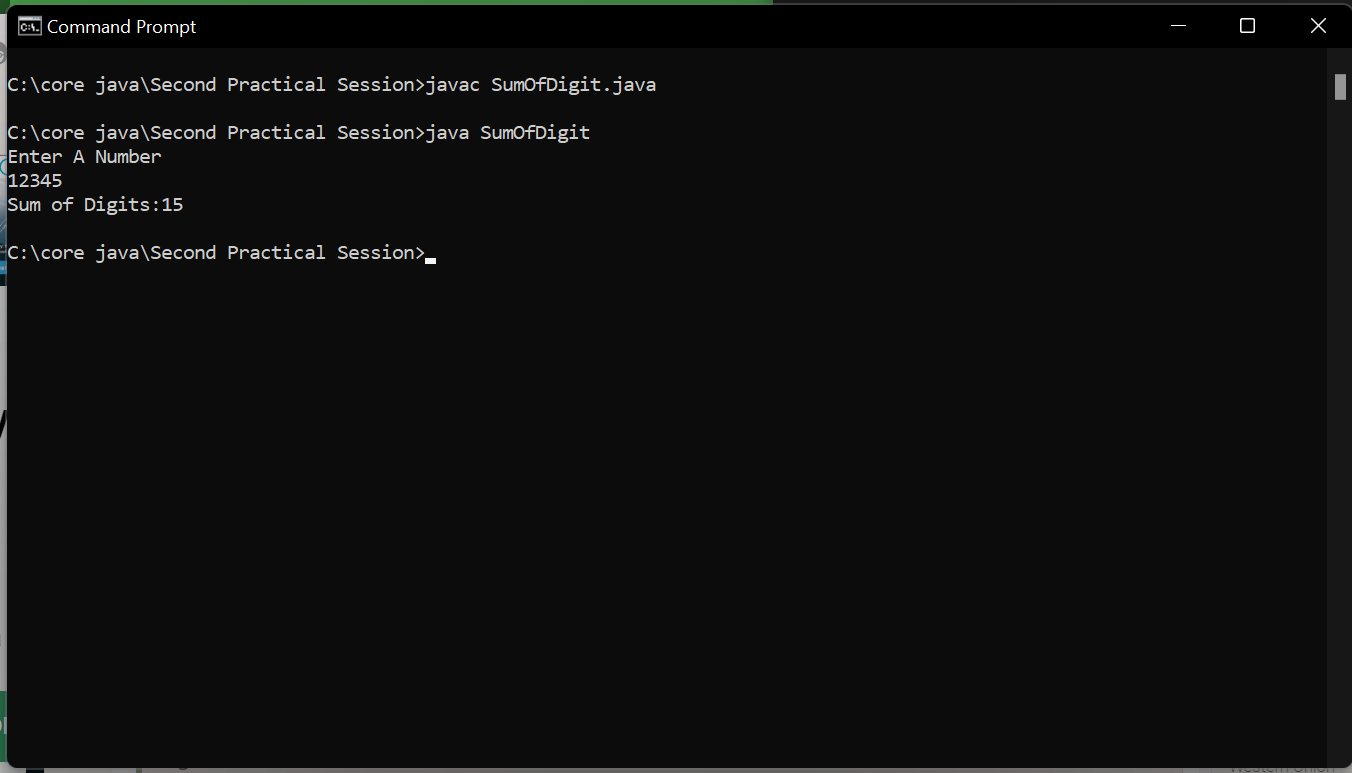 Command Prompt
C:\core java\Second Practical Session>javac SumOfDigit.java
C:\core java\Second Practical Session>java SumOfDigit
Enter A Number
12345
Sum of Digits:15
C:\core java\Second Practical Session>